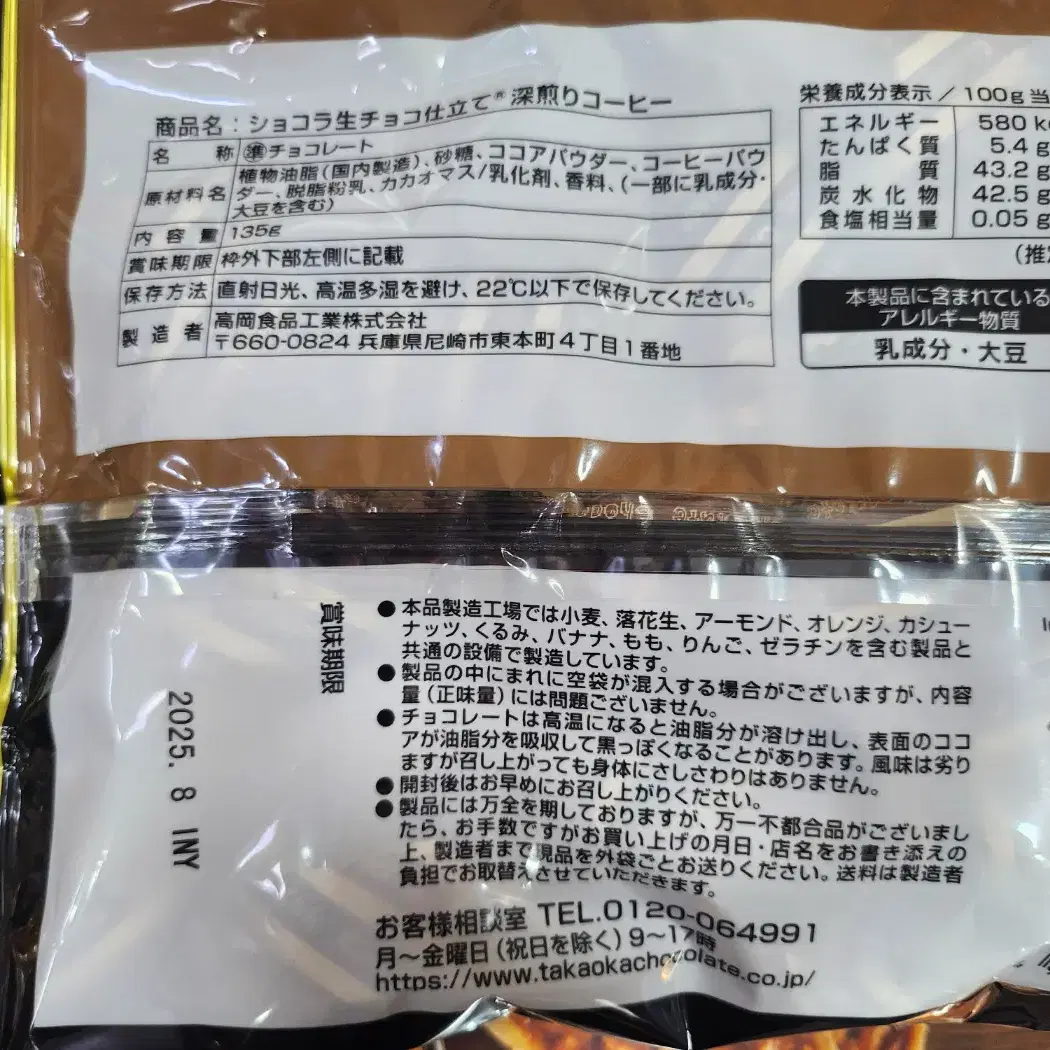 商品名：ショコラ生チョコ仕立て®深煎りコーヒー
名称 準チョコレート
原材料名 植物油脂(国内製造)、砂糖、ココアパウダー、コーヒーパウ
ダー、脱脂粉乳、カカオマス/乳化剤、香料、(一部に乳成分・
大豆を含む)
内容量 135g
賞味期限 枠外下部左側に記載
保存方法 直射日光、高温多湿を避け、22℃以下で保存してください。
製造者 高岡食品工業株式会社
〒660-0824 兵庫県尼崎市東本町4丁目1番地
栄養成分表示／100g当
エネルギー 580 k
たんぱく質 5.4 g
脂質 43.2 g
炭水化物 42.5 g
食塩相当量 0.05 g
(推
本製品に含まれている
アレルギー物質
乳成分・大豆
賞味期限
2025. 8 INY
●本品製造工場では小麦、落花生、アーモンド、オレンジ、カシュー
ナッツ、くるみ、バナナ、もも、りんご、ゼラチンを含む製品と
共通の設備で製造しています。
●製品の中にまれに空袋が混入する場合がございますが、内容
量(正味量)には問題ございません。
●チョコレートは高温になると油脂分が溶け出し、表面のココ
アが油脂分を吸収して黒っぽくなることがあります。風味は劣り
ますが召し上がっても身体にさしさわりはありません。
●開封後はお早めにお召し上がりください。
●製品には万全を期しておりますが、万一不都合品がございまし
たら、お手数ですがお買い上げの月日・店名をお書き添えの
上、製造者まで現品を外袋ごとお送りください。送料は製造者
負担でお取替えさせていただきます。
お客様相談室 TEL.0120-064991
月～金曜日(祝日を除く)9～17時
https://www.takaokachocolate.co.jp/